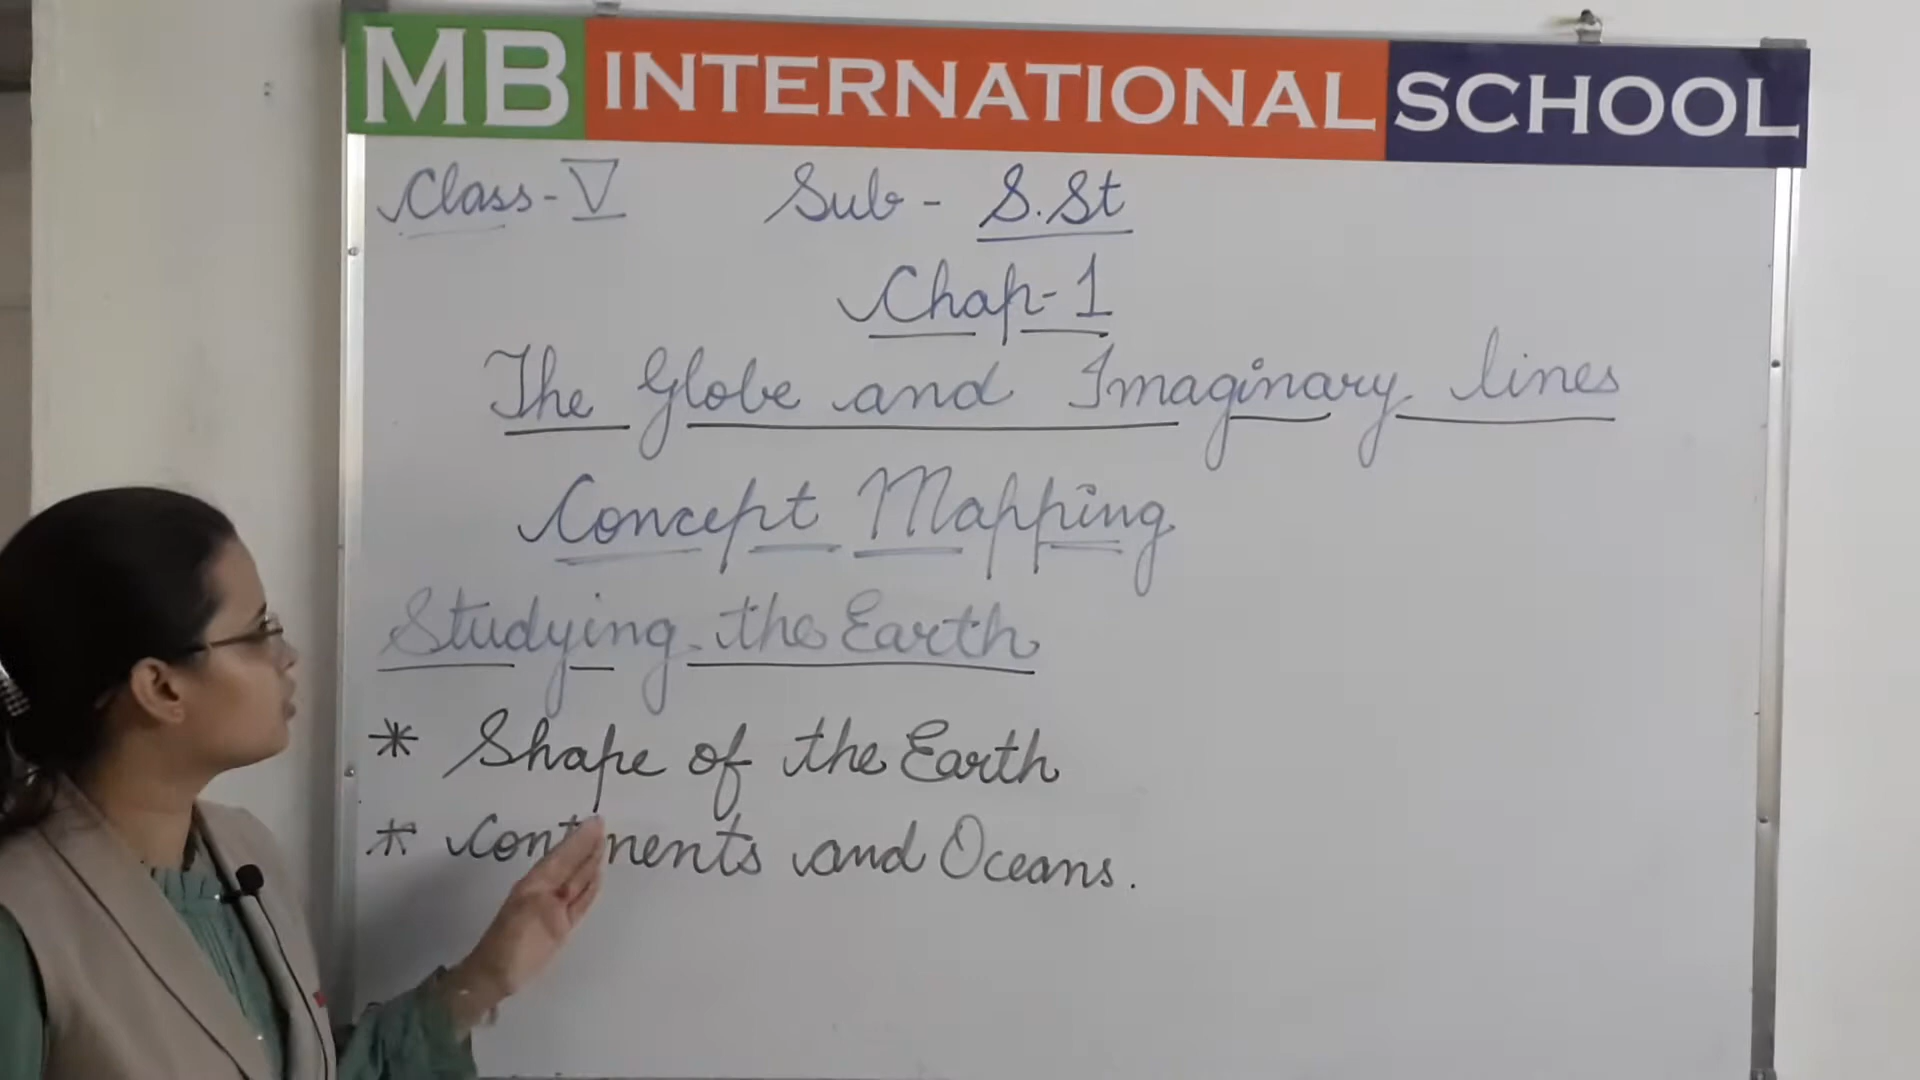 MB INTERNATIONAL SCHOOL
Class-V Sub- S.St
Chap-1
The Globe and Imaginary lines
Concept Mapping
Studying the Earth
* Shape of the Earth
* Continents and Oceans.